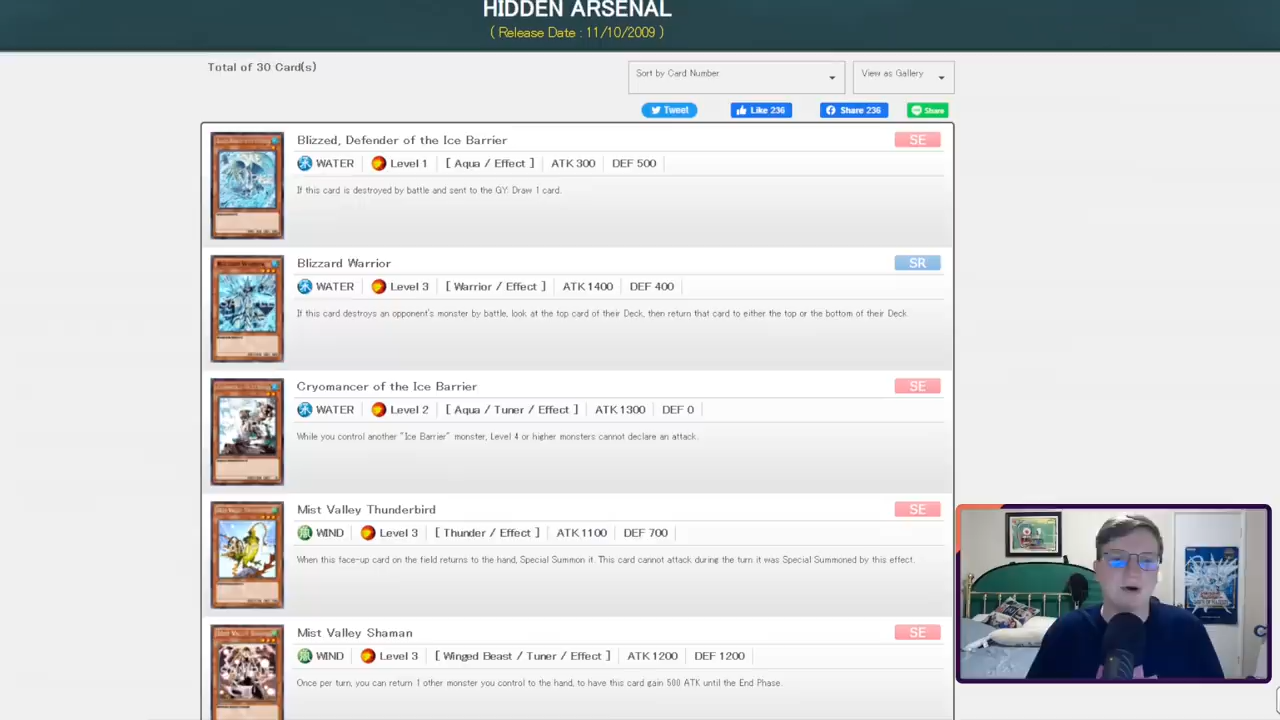 HIDDEN ARSENAL
( Release Date : 11/10/2009 )
Total of 30 Card(s)
Sort by Card Number
View as Gallery
Tweet
Like 236
Share 236
Share
Blizzed, Defender of the Ice Barrier
SE
WATER Level 1 [ Aqua / Effect ] ATK 300 DEF 500
If this card is destroyed by battle and sent to the GY: Draw 1 card.
Blizzard Warrior
SR
WATER Level 3 [ Warrior / Effect ] ATK 1400 DEF 400
If this card destroys an opponent's monster by battle, look at the top card of their Deck, then return that card to either the top or the bottom of their Deck.
Cryomancer of the Ice Barrier
SE
WATER Level 2 [ Aqua / Tuner / Effect ] ATK 1300 DEF 0
While you control another "Ice Barrier" monster, Level 4 or higher monsters cannot declare an attack.
Mist Valley Thunderbird
SE
WIND Level 3 [ Thunder / Effect ] ATK 1100 DEF 700
When this face-up card on the field returns to the hand, Special Summon it. This card cannot attack during the turn it was Special Summoned by this effect.
Mist Valley Shaman
SE
WIND Level 3 [ Winged Beast / Tuner / Effect ] ATK 1200 DEF 1200
Once per turn, you can return 1 other monster you control to the hand, to have this card gain 500 ATK until the End Phase.